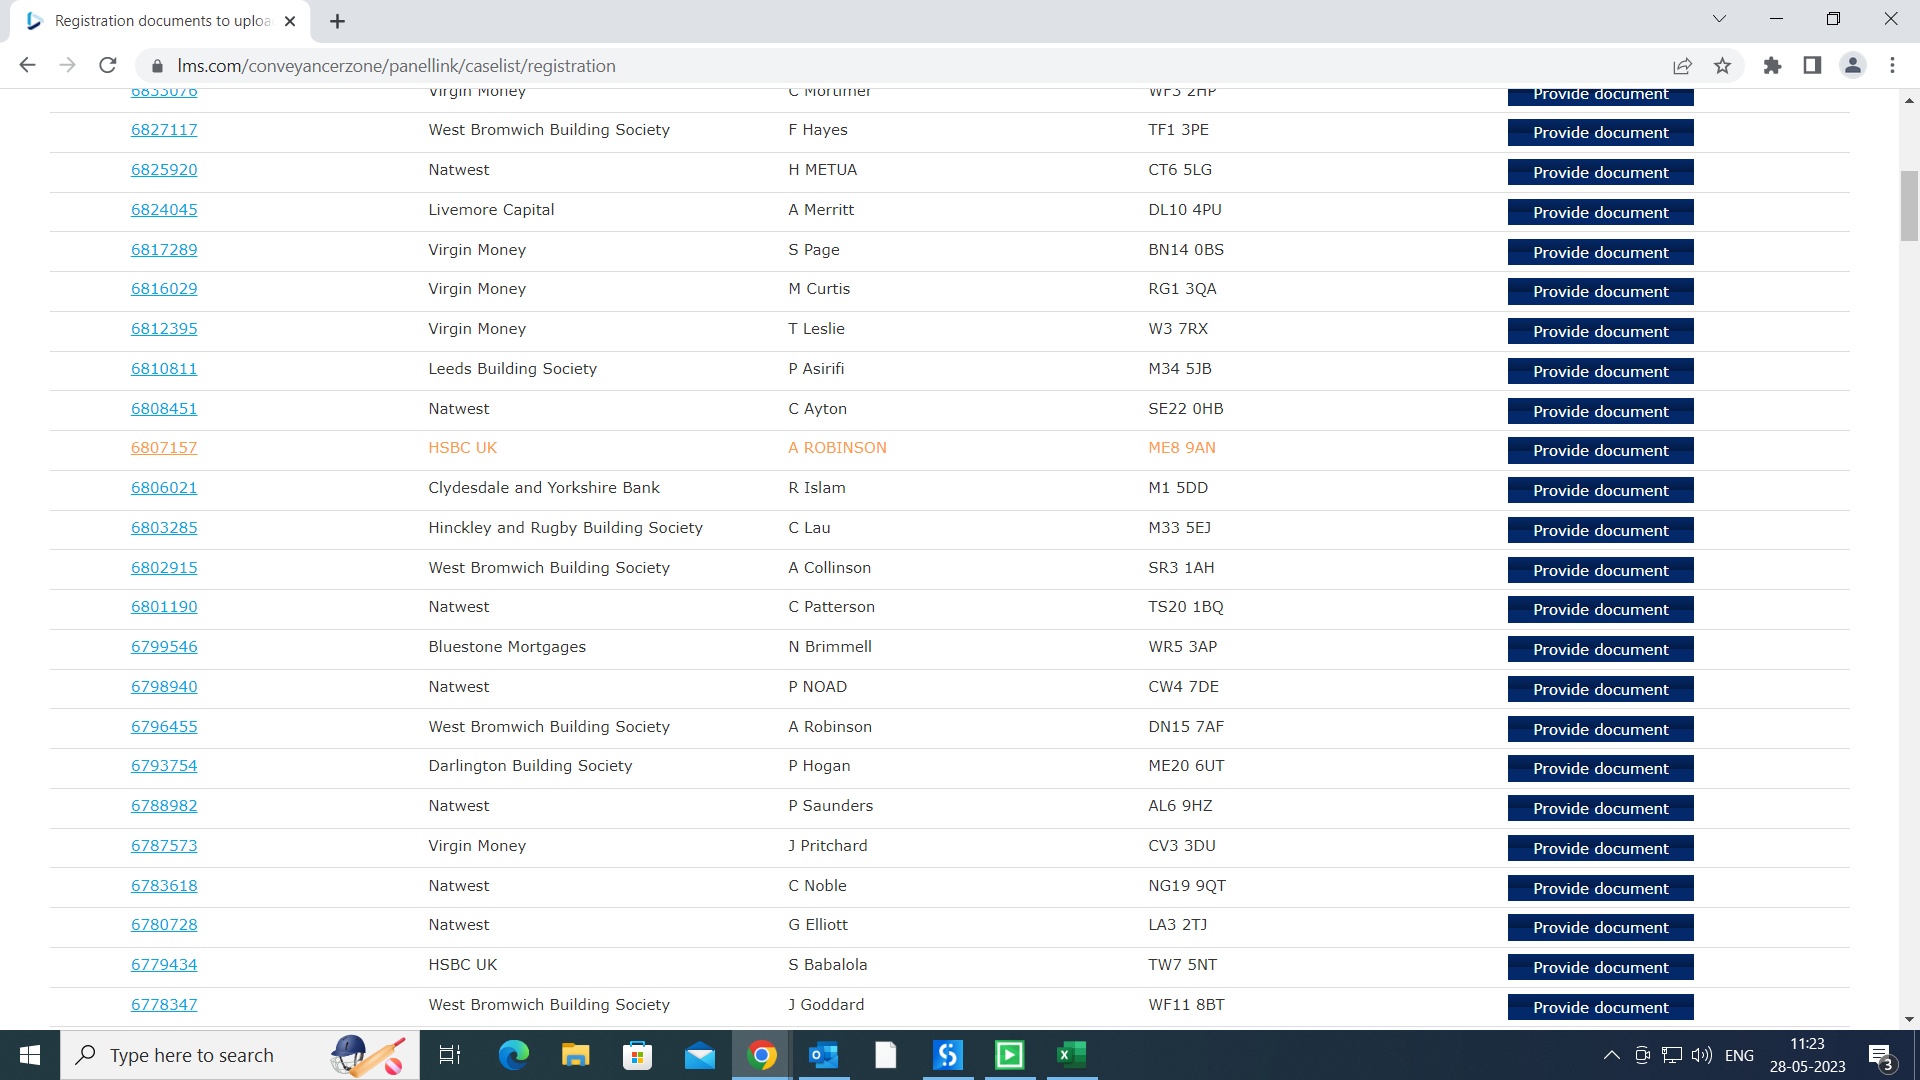 Registration documents to uploa
lms.com/conveyancerzone/panellink/caselist/registration
6833076 Virgin Money C Mortimer WF3 2HP Provide document
6827117 West Bromwich Building Society F Hayes TF1 3PE Provide document
6825920 Natwest H METUA CT6 5LG Provide document
6824045 Livemore Capital A Merritt DL10 4PU Provide document
6817289 Virgin Money S Page BN14 0BS Provide document
6816029 Virgin Money M Curtis RG1 3QA Provide document
6812395 Virgin Money T Leslie W3 7RX Provide document
6810811 Leeds Building Society P Asirifi M34 5JB Provide document
6808451 Natwest C Ayton SE22 0HB Provide document
6807157 HSBC UK A ROBINSON ME8 9AN Provide document
6806021 Clydesdale and Yorkshire Bank R Islam M1 5DD Provide document
6803285 Hinckley and Rugby Building Society C Lau M33 5EJ Provide document
6802915 West Bromwich Building Society A Collinson SR3 1AH Provide document
6801190 Natwest C Patterson TS20 1BQ Provide document
6799546 Bluestone Mortgages N Brimmell WR5 3AP Provide document
6798940 Natwest P NOAD CW4 7DE Provide document
6796455 West Bromwich Building Society A Robinson DN15 7AF Provide document
6793754 Darlington Building Society P Hogan ME20 6UT Provide document
6788982 Natwest P Saunders AL6 9HZ Provide document
6787573 Virgin Money J Pritchard CV3 3DU Provide document
6783618 Natwest C Noble NG19 9QT Provide document
6780728 Natwest G Elliott LA3 2TJ Provide document
6779434 HSBC UK S Babalola TW7 5NT Provide document
6778347 West Bromwich Building Society J Goddard WF11 8BT Provide document
Type here to search
ENG
11:23
28-05-2023
3